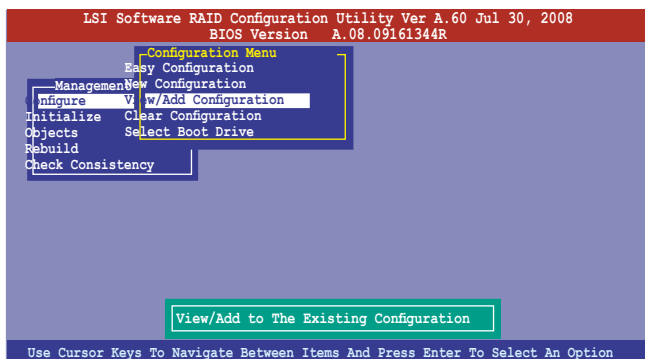 LSI Software RAID Configuration Utility Ver A.60 Jul 30, 2008
BIOS Version A.08.09161344R
Configuration Menu
Easy Configuration
New Configuration
View/Add Configuration
Clear Configuration
Select Boot Drive
Management
Configure
Initialize
Objects
Rebuild
Check Consistency
View/Add to The Existing Configuration
Use Cursor Keys To Navigate Between Items And Press Enter To Select An Option